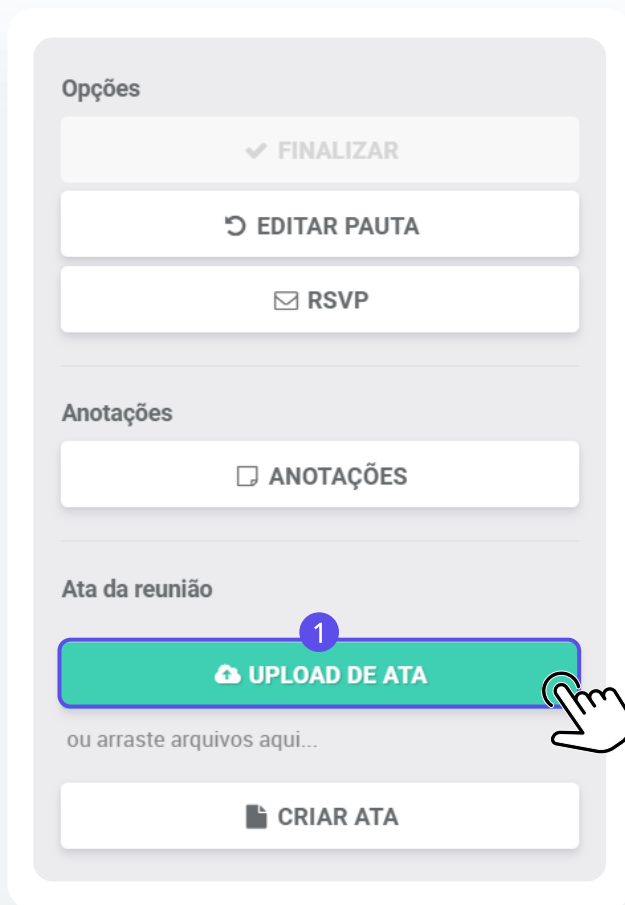 Opções
FINALIZAR
EDITAR PAUTA
RSVP
Anotações
ANOTAÇÕES
Ata da reunião
1
UPLOAD DE ATA
ou arraste arquivos aqui...
CRIAR ATA